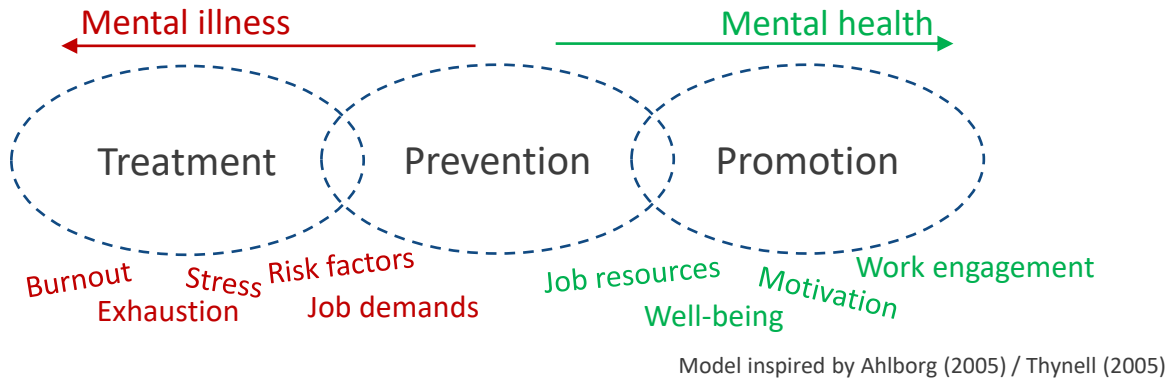 Mental illness
Mental health
Treatment
Prevention
Promotion
Burnout
Exhaustion
Stress
Risk factors
Job demands
Job resources
Well-being
Motivation
Work engagement
Model inspired by Ahlborg (2005) / Thynell (2005)